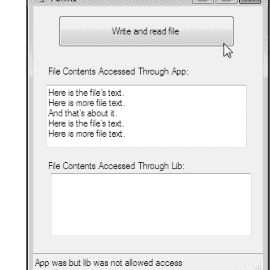 Write and read file
File Contents Accessed Through App:
Here is the file's text.
Here is more file text.
And that's about it.
Here is the file's text.
Here is more file text.
File Contents Accessed Through Lib:
App was but lib was not allowed access